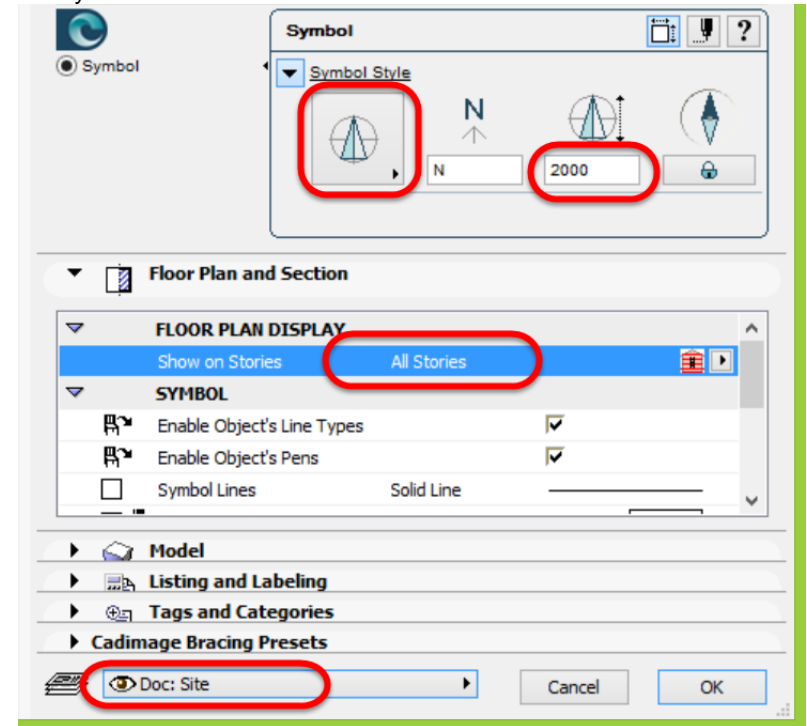 Symbol
?
Symbol
Symbol Style
N
N
2000
Floor Plan and Section
FLOOR PLAN DISPLAY
Show on Stories All Stories
SYMBOL
Enable Object's Line Types
Enable Object's Pens
Symbol Lines Solid Line
Model
Listing and Labeling
Tags and Categories
Cadimage Bracing Presets
Doc: Site Cancel OK